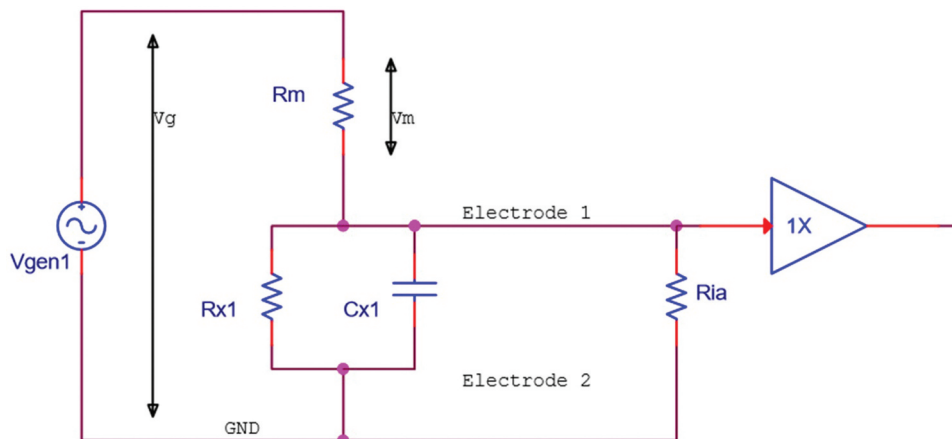 Rm
Vg
Vm
Electrode 1
1X
+
-
Vgen1
Rx1
Cx1
Ria
Electrode 2
GND